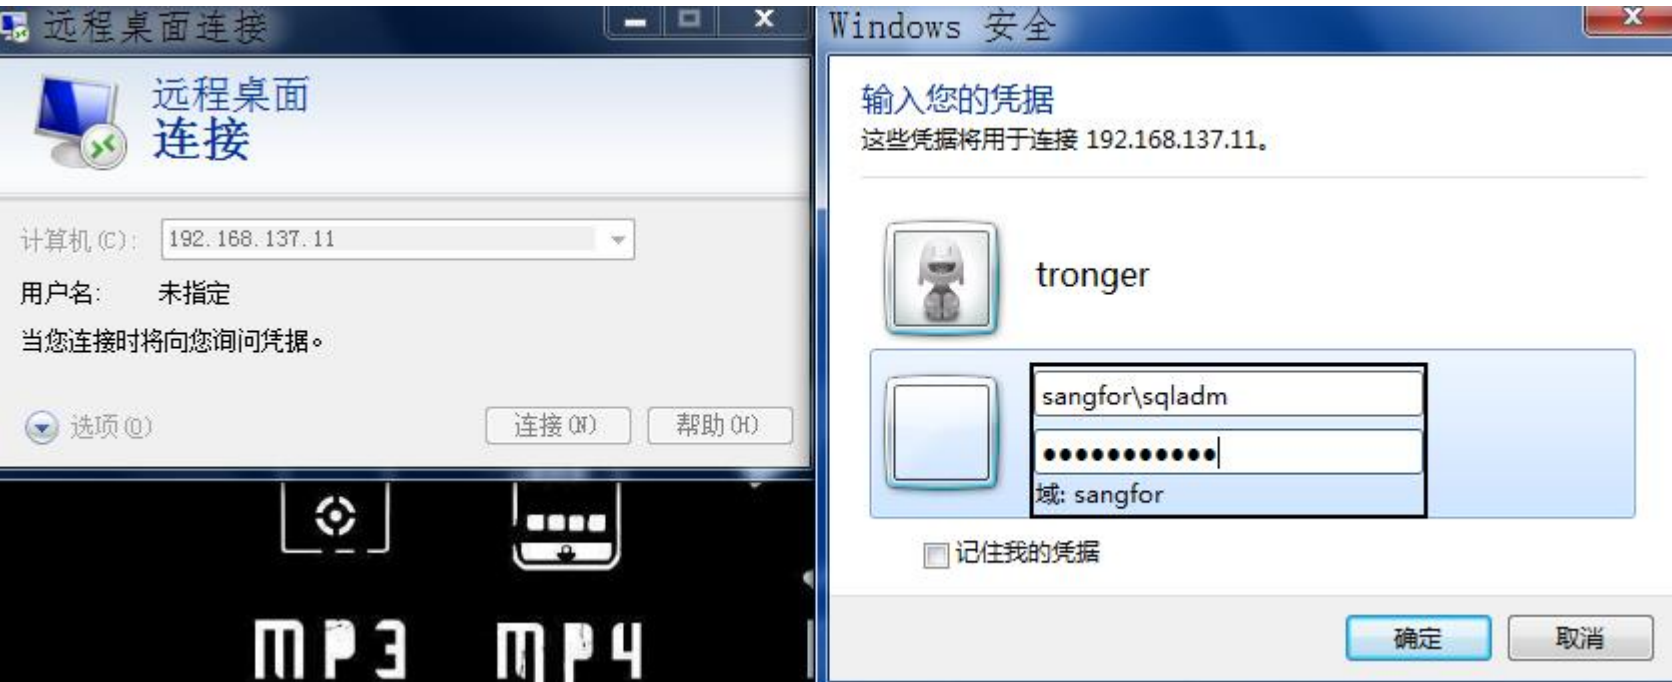 远程桌面连接
远程桌面
连接
计算机(C):
192.168.137.11
用户名: 未指定
当您连接时将向您询问凭据。
选项(O)
连接(N)
帮助(H)
MP3
MP4
Windows 安全
输入您的凭据
这些凭据将用于连接 192.168.137.11。
tronger
sangfor\sqladm
●●●●●●●●●●●
域: sangfor
记住我的凭据
确定
取消